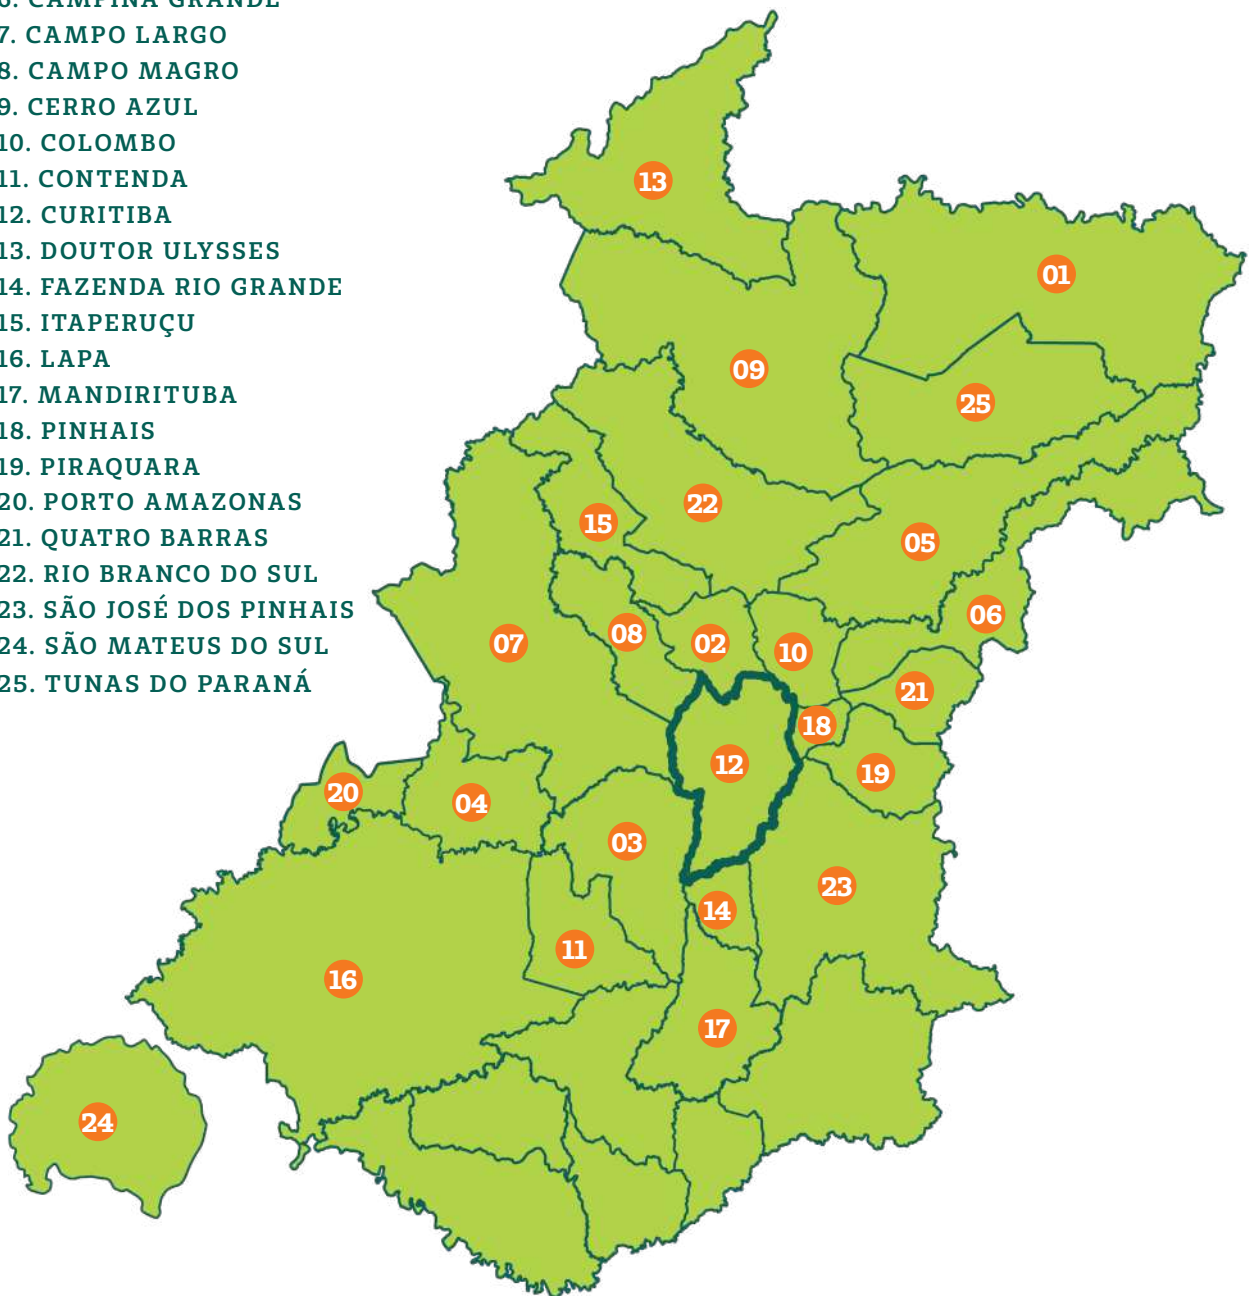 6. CAMPINA GRANDE
7. CAMPO LARGO
8. CAMPO MAGRO
9. CERRO AZUL
10. COLOMBO
11. CONTENDA
12. CURITIBA
13. DOUTOR ULYSSES
14. FAZENDA RIO GRANDE
15. ITAPERUÇU
16. LAPA
17. MANDIRITUBA
18. PINHAIS
19. PIRAQUARA
20. PORTO AMAZONAS
21. QUATRO BARRAS
22. RIO BRANCO DO SUL
23. SÃO JOSÉ DOS PINHAIS
24. SÃO MATEUS DO SUL
25. TUNAS DO PARANÁ
13
01
09
25
22
15
05
06
08
07
02
10
21
18
12
19
20
04
03
23
14
11
16
17
24